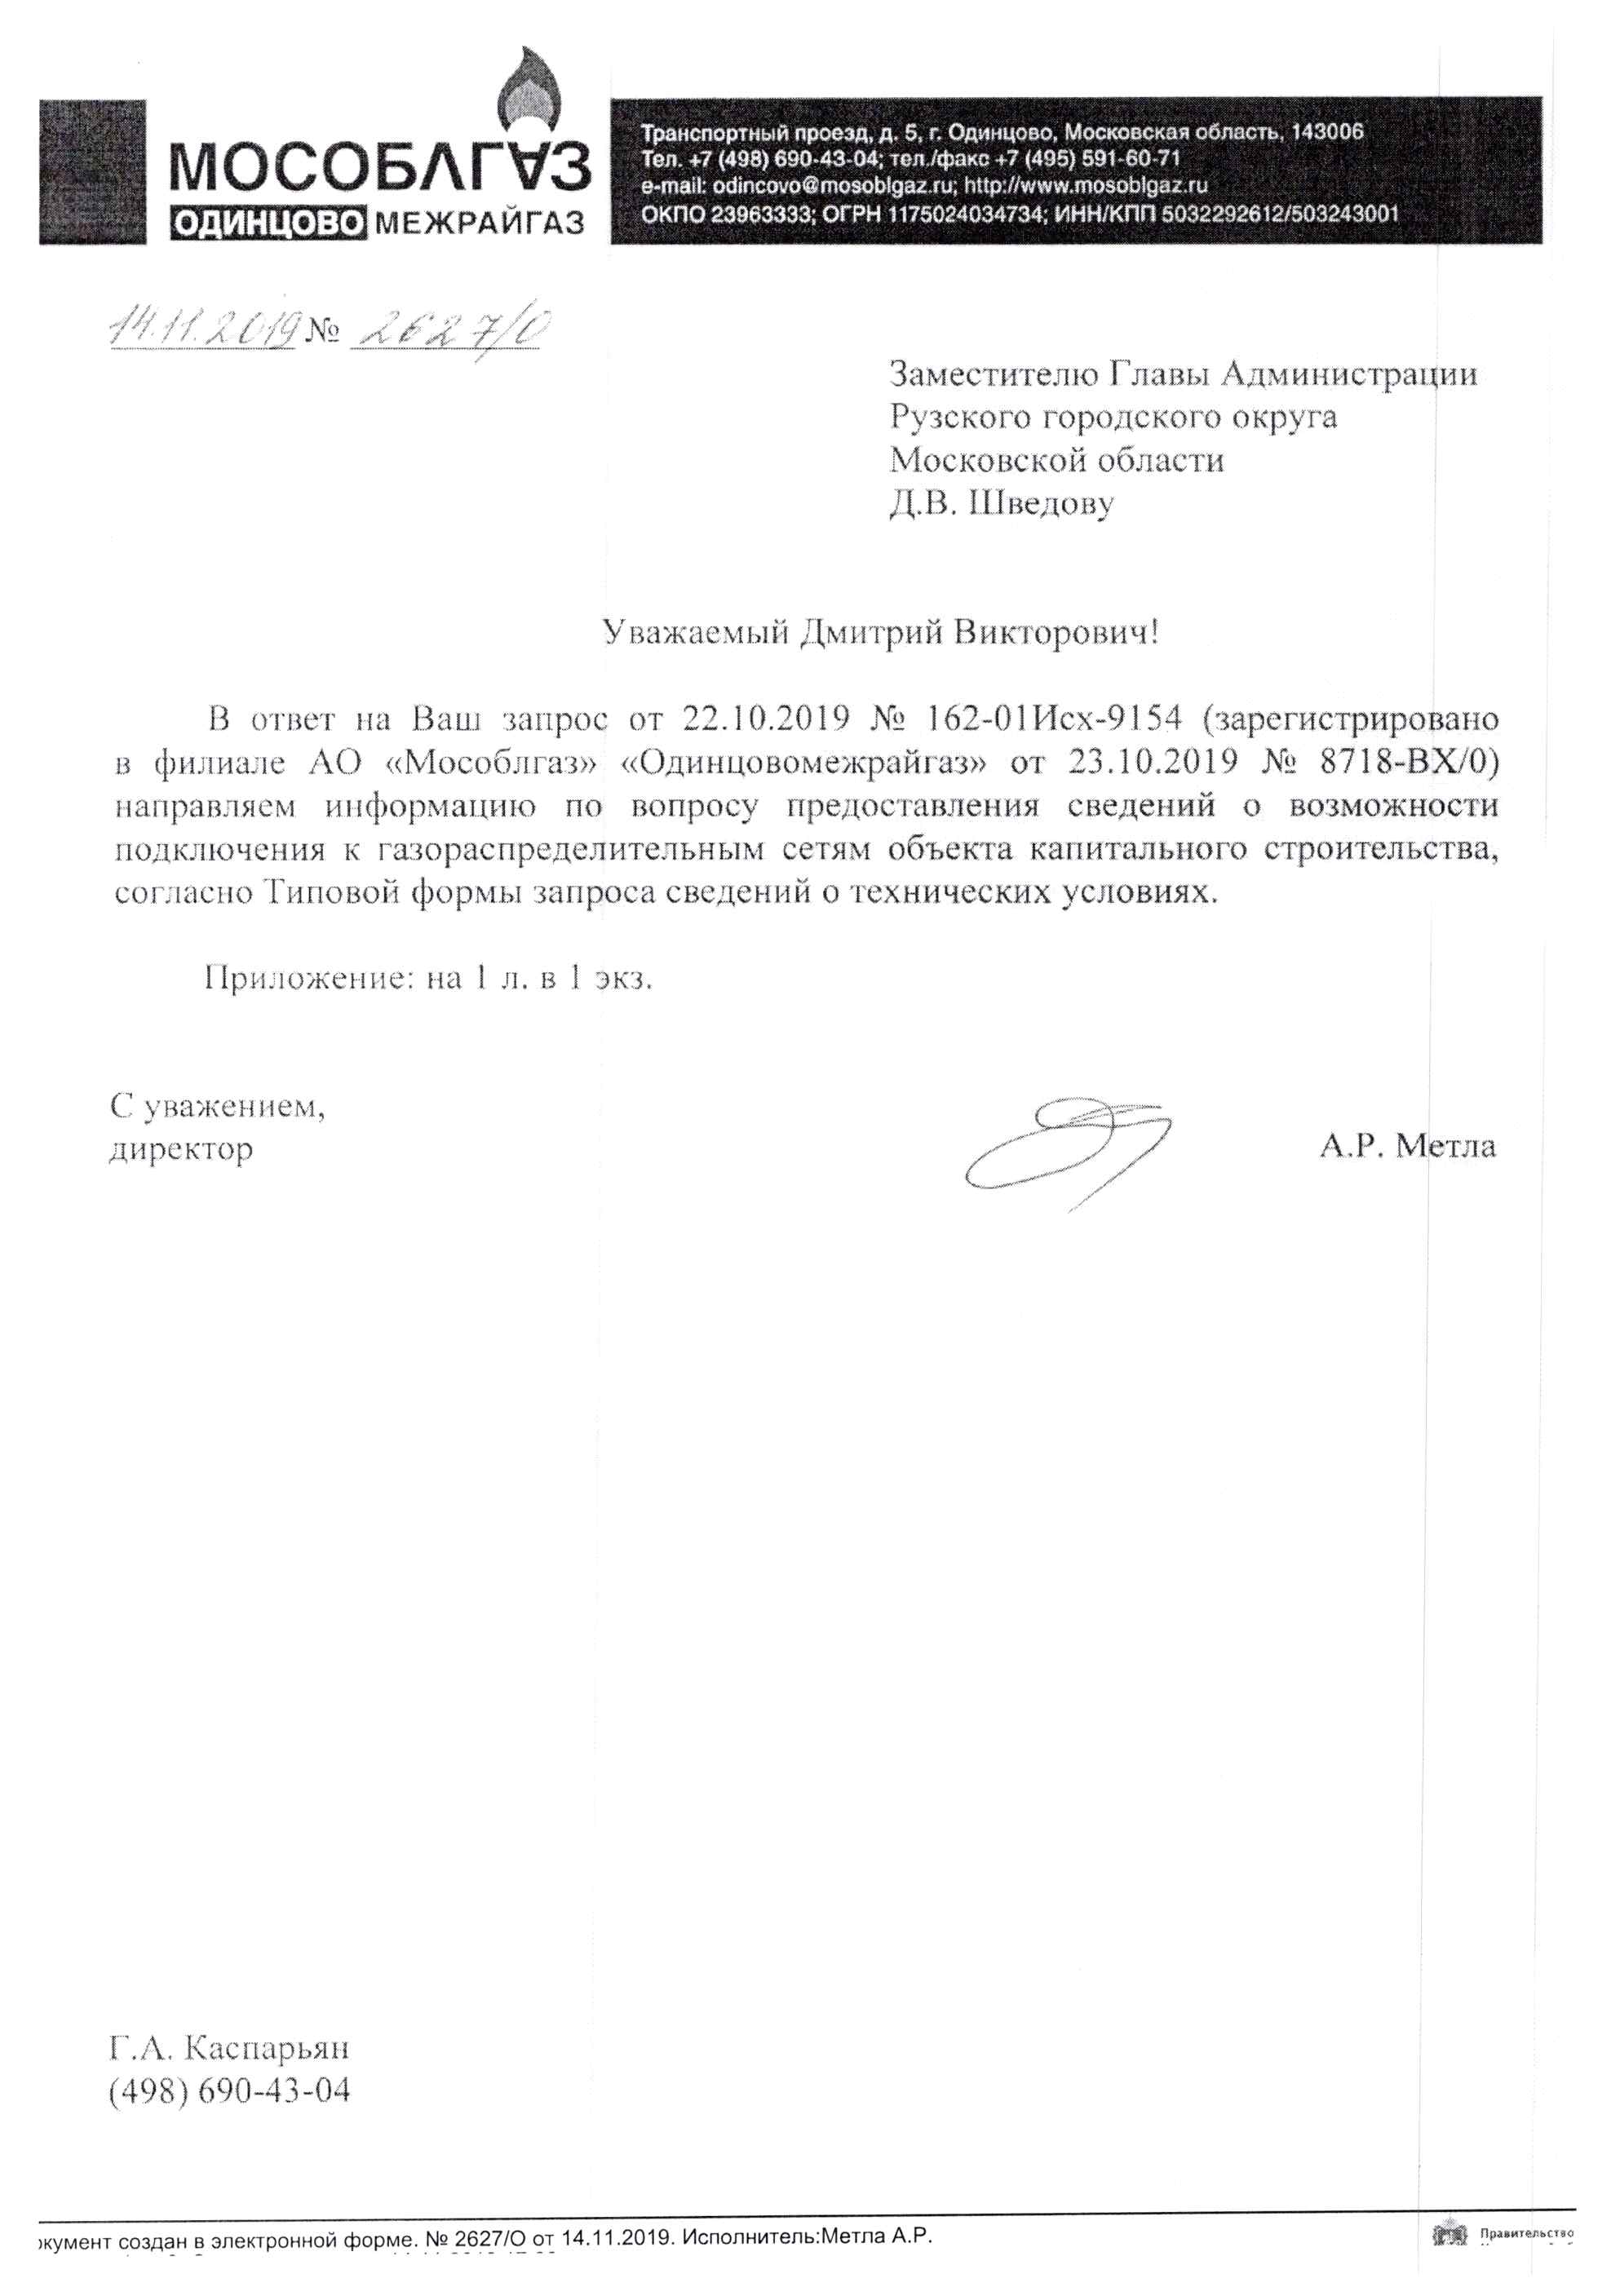 МОСОБЛГАЗ
ОДИНЦОВО МЕЖРАЙГАЗ
Транспортный проезд, д. 5, г. Одинцово, Московская область, 143006
Тел. +7 (498) 690-43-04; тел./факс +7 (495) 591-60-71
e-mail: odincovo@mosoblgaz.ru; http://www.mosoblgaz.ru
ОКПО 23963333; ОГРН 1175024034734; ИНН/КПП 5032292612/503243001
14.11.2019 № 2627/О
Заместителю Главы Администрации
Рузского городского округа
Московской области
Д.В. Шведову
Уважаемый Дмитрий Викторович!
В ответ на Ваш запрос от 22.10.2019 № 162-01Исх-9154 (зарегистрировано
в филиале АО «Мособлгаз» «Одинцовомежрайгаз» от 23.10.2019 № 8718-ВХ/0)
направляем информацию по вопросу предоставления сведений о возможности
подключения к газораспределительным сетям объекта капитального строительства,
согласно Типовой формы запроса сведений о технических условиях.
Приложение: на 1 л. в 1 экз.
С уважением,
директор
А.Р. Метла
Г.А. Каспарьян
(498) 690-43-04
окумент создан в электронной форме. № 2627/О от 14.11.2019. Исполнитель:Метла А.Р.
Правительство